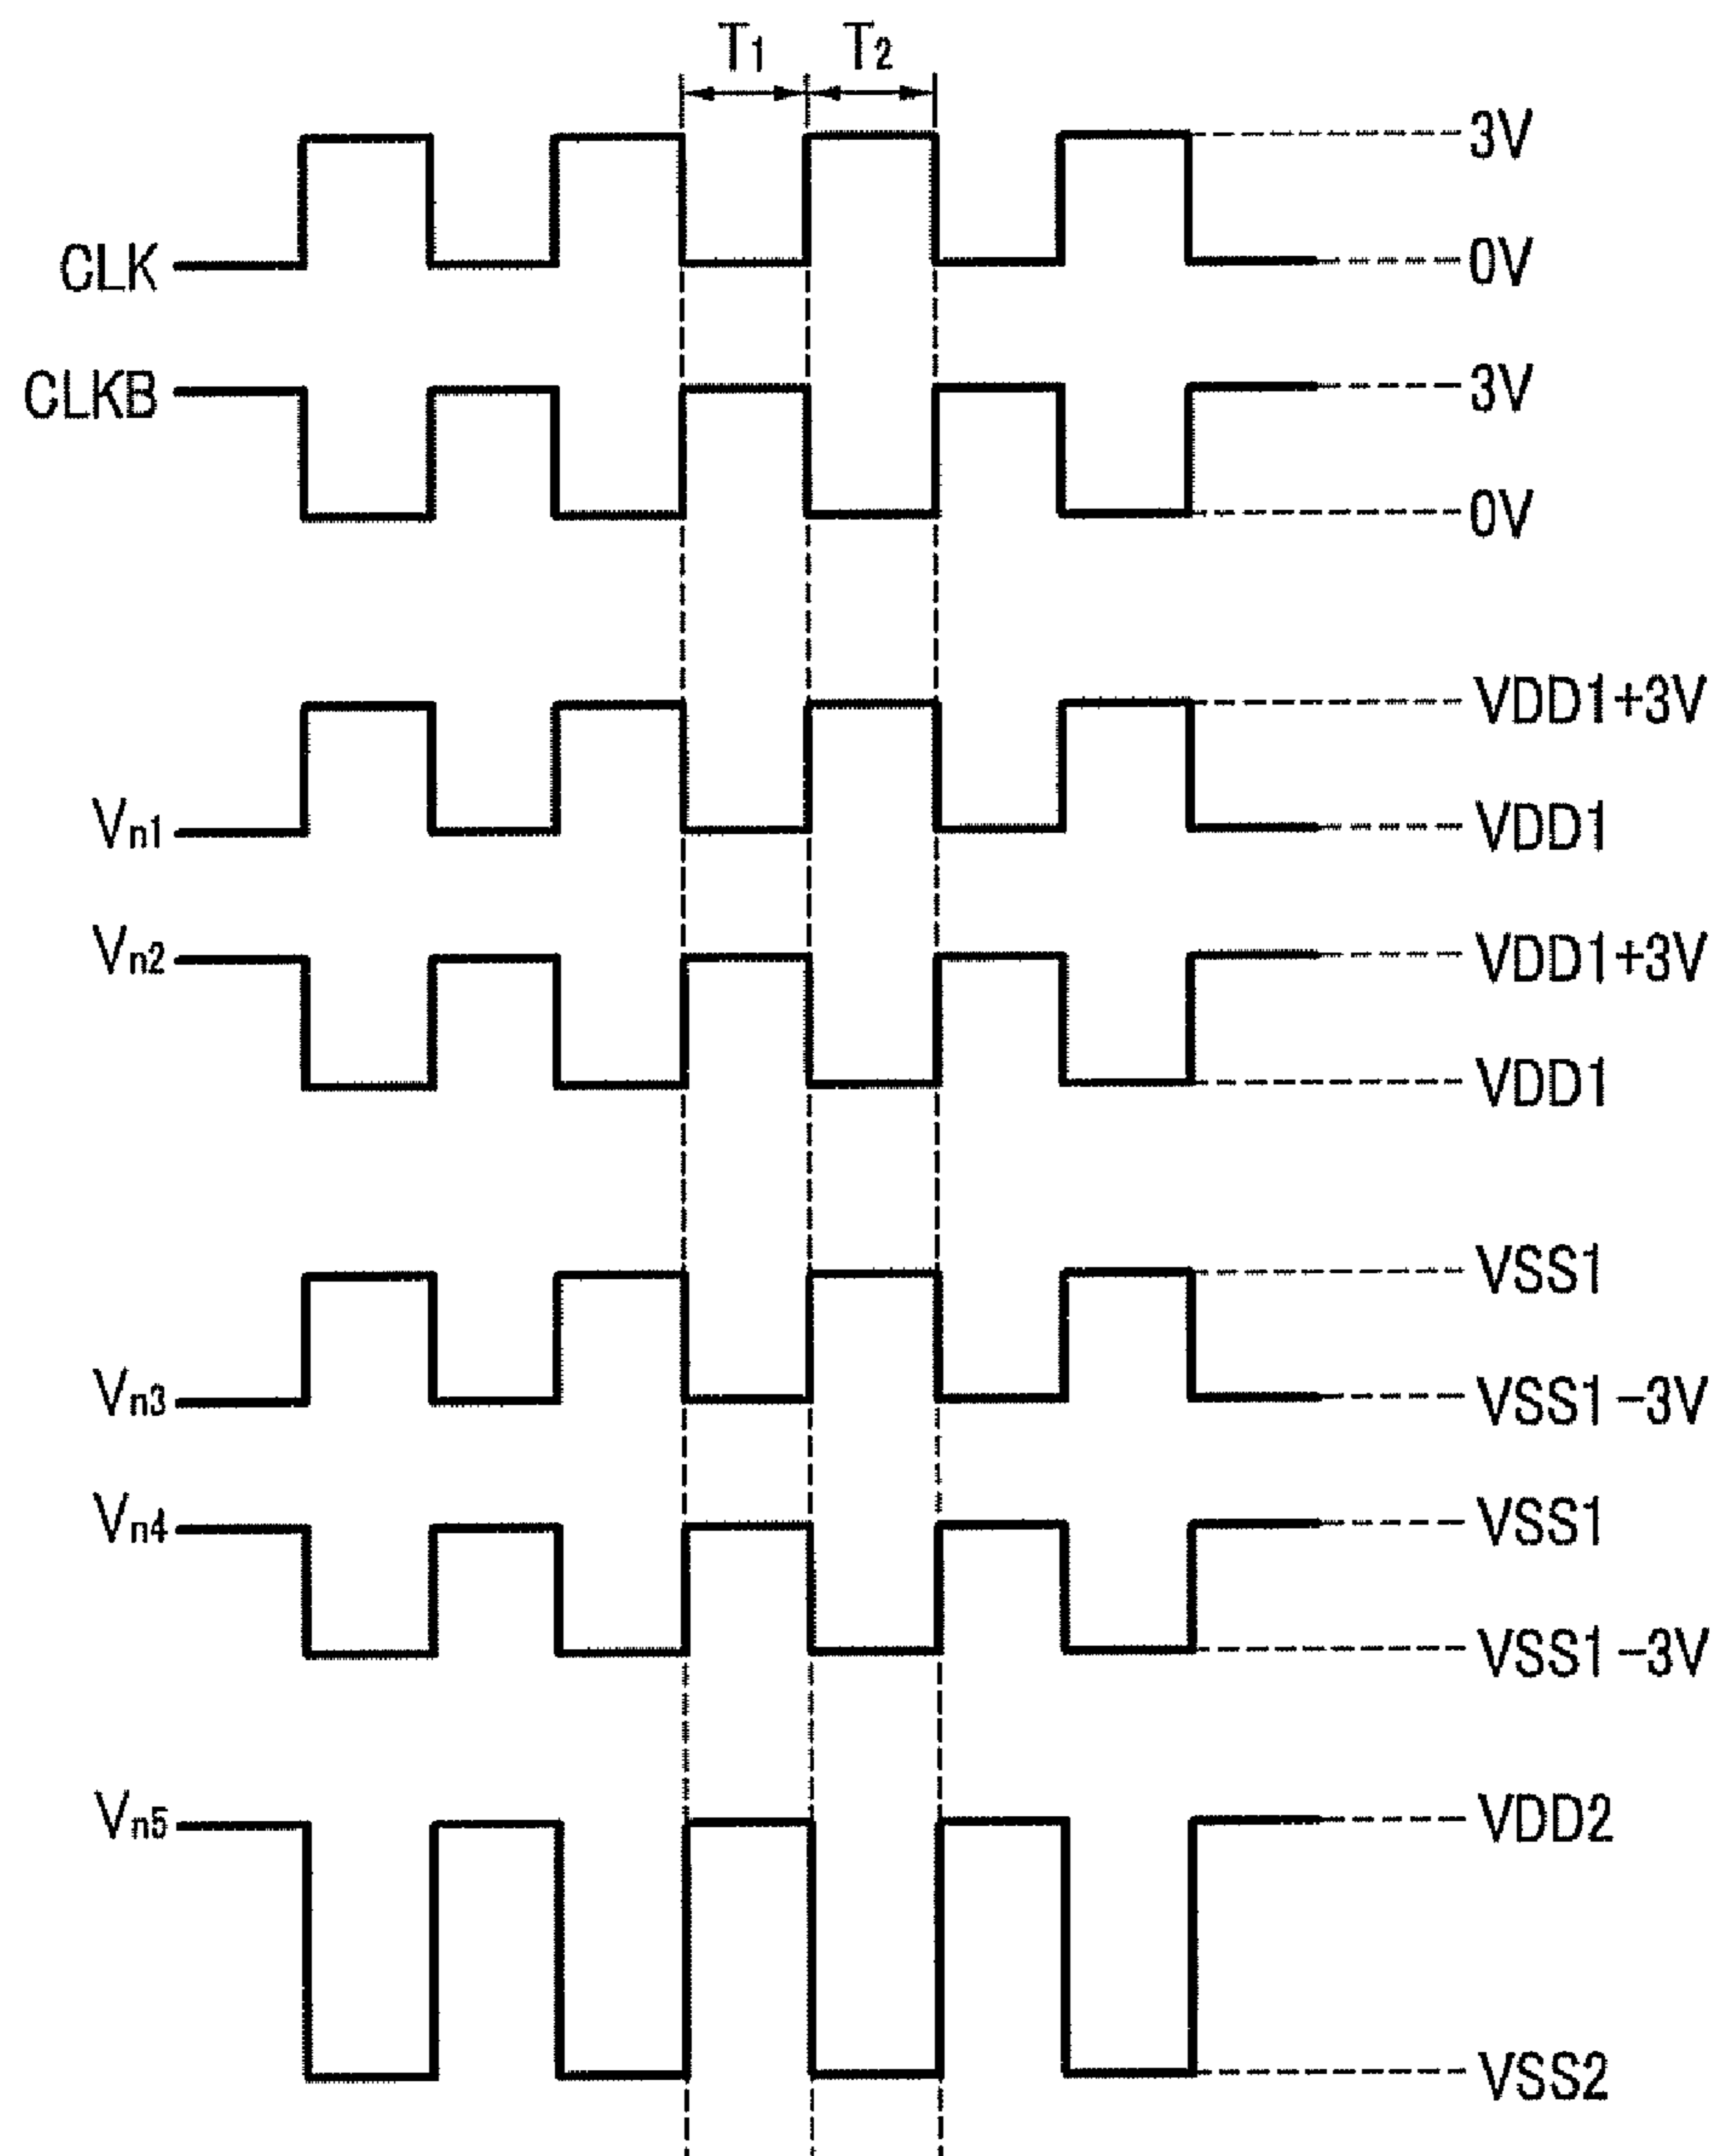 T1 T2
3V
CLK 0V
CLKB 3V
0V
VDD1+3V
Vn1 VDD1
Vn2 VDD1+3V
VDD1
VSS1
Vn3 VSS1-3V
Vn4 VSS1
VSS1-3V
Vn5 VDD2
VSS2